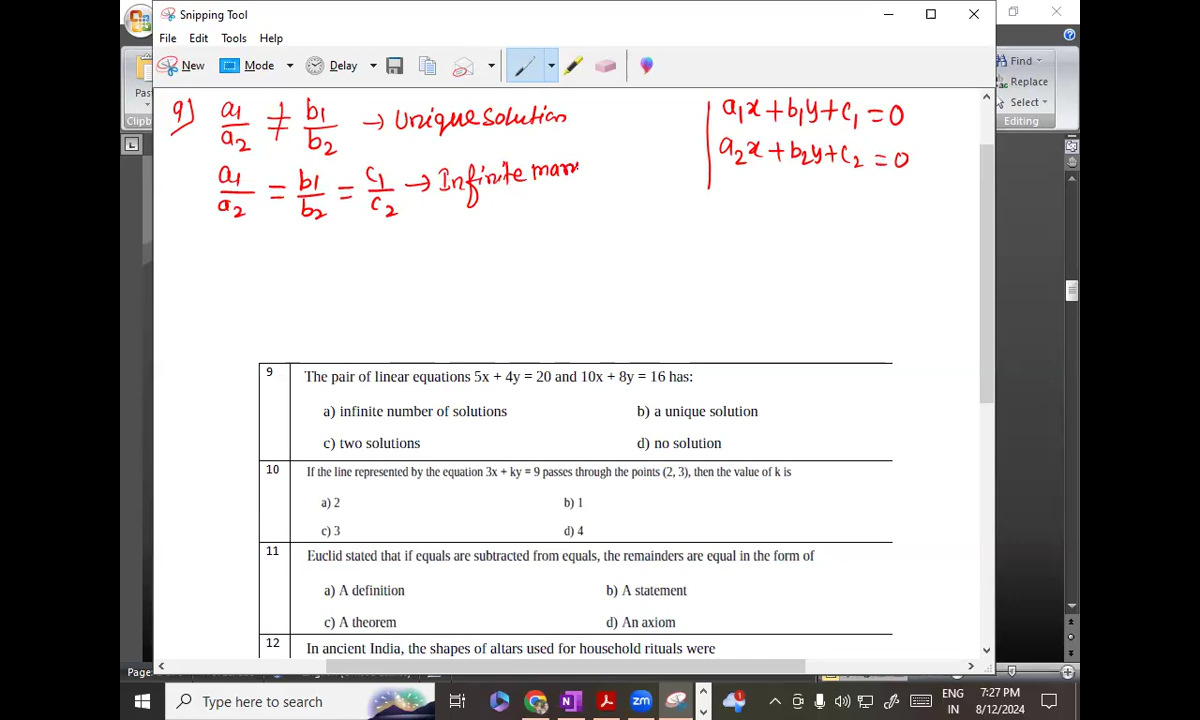 Snipping Tool
File Edit Tools Help
New Mode Delay
Find
Replace
Select
Editing
9) a1/a2 ≠ b1/b2 → Unique Solution
a1x + b1y + c1 = 0
a2x + b2y + c2 = 0
a1/a2 = b1/b2 = c1/c2 → Infinite
9 The pair of linear equations 5x + 4y = 20 and 10x + 8y = 16 has:
a) infinite number of solutions b) a unique solution
c) two solutions d) no solution
10 If the line represented by the equation 3x + ky = 9 passes through the points (2, 3), then the value of k is
a) 2 b) 1
c) 3 d) 4
11 Euclid stated that if equals are subtracted from equals, the remainders are equal in the form of
a) A definition b) A statement
c) A theorem d) An axiom
12 In ancient India, the shapes of altars used for household rituals were
Type here to search
ENG 7:27 PM
IN 8/12/2024